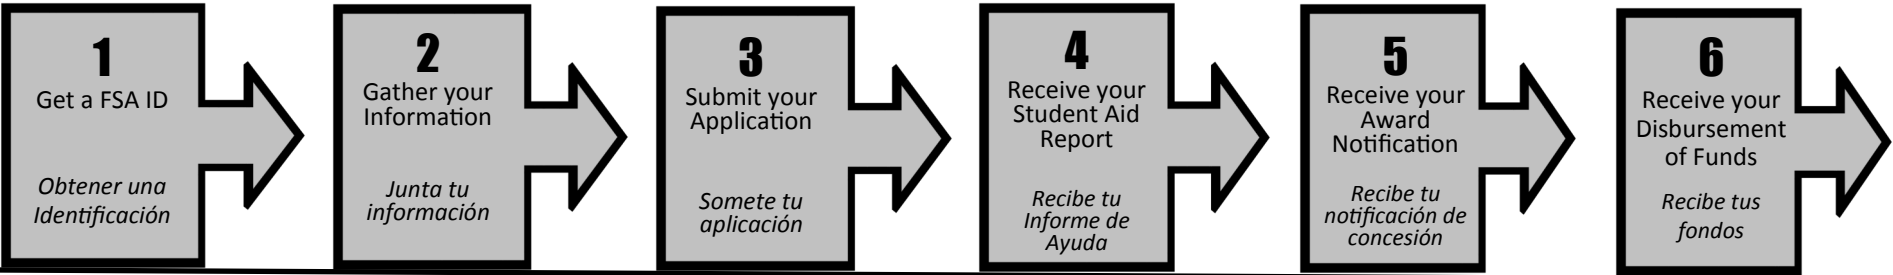 1
Get a FSA ID
Obtener una
Identificación
2
Gather your
Information
Junta tu
información
3
Submit your
Application
Somete tu
aplicación
4
Receive your
Student Aid
Report
Recibe tu
Informe de
Ayuda
5
Receive your
Award
Notification
Recibe tu
notificación de
concesión
6
Receive your
Disbursement
of Funds
Recibe tus
fondos